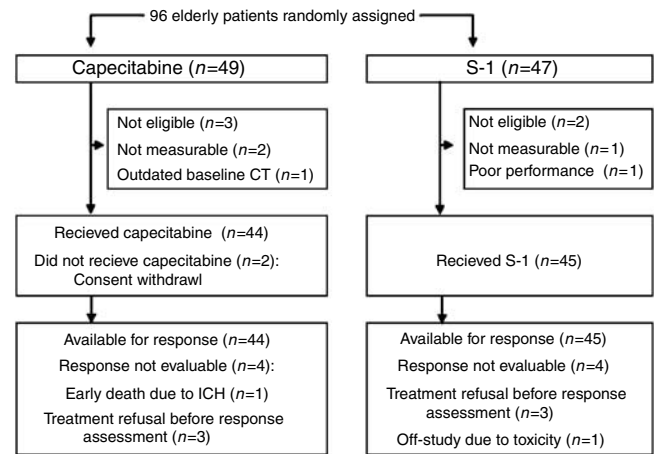 96 elderly patients randomly assigned
Capecitabine (n=49)
Not eligible (n=3)
Not measurable (n=2)
Outdated baseline CT (n=1)
Recieved capecitabine (n=44)
Did not recieve capecitabine (n=2):
Consent withdrawl
Available for response (n=44)
Response not evaluable (n=4):
Early death due to ICH (n=1)
Treatment refusal before response
assessment (n=3)
S-1 (n=47)
Not eligible (n=2)
Not measurable (n=1)
Poor performance (n=1)
Recieved S-1 (n=45)
Available for response (n=45)
Response not evaluable (n=4)
Treatment refusal before response
assessment (n=3)
Off-study due to toxicity (n=1)